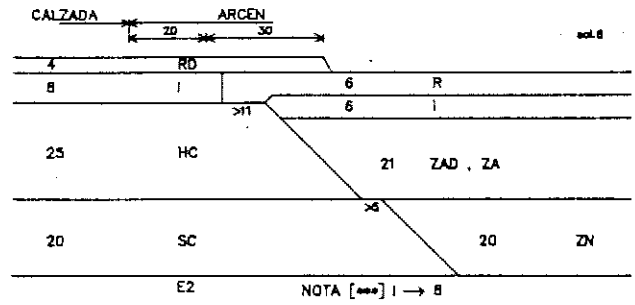 CALZADA ARCEN
20 30
sol.6
4 RD
8 I 6 R
>11 6 I
25 HC 21 ZAD , ZA
>5
20 SC 20 ZN
E2 NOTA [***] I → 8